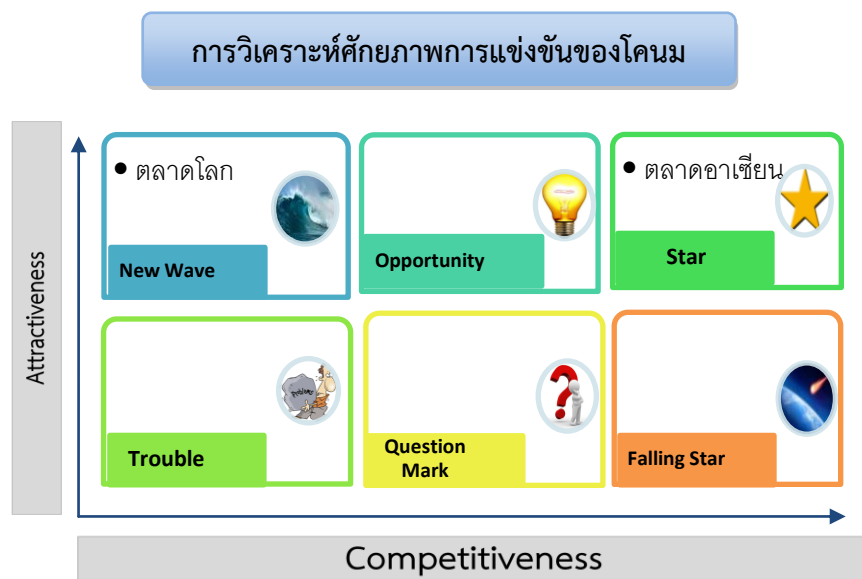 การวิเคราะห์ศักยภาพการแข่งขันของโคนม
Attractiveness
• ตลาดโลก
New Wave
Opportunity
• ตลาดอาเซียน
Star
Trouble
Problems
Question
Mark
Falling Star
Competitiveness